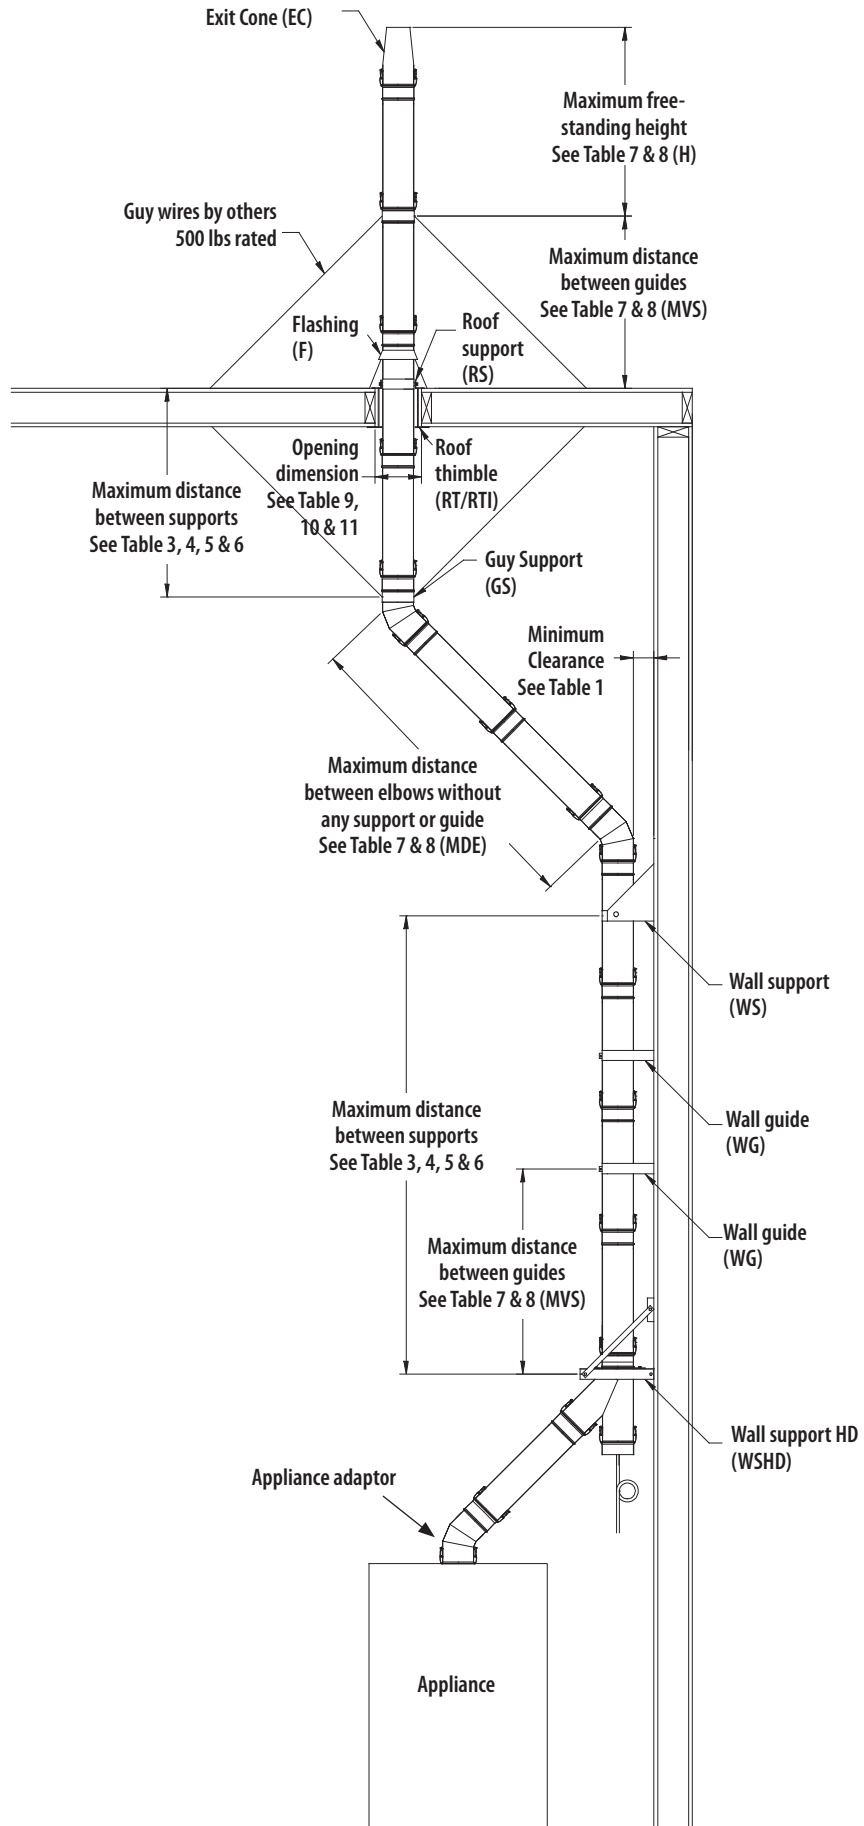 Exit Cone (EC)
Maximum free-
standing height
See Table 7 & 8 (H)
Guy wires by others
500 lbs rated
Maximum distance
between guides
See Table 7 & 8 (MVS)
Flashing
(F)
Roof
support
(RS)
Opening
dimension
See Table 9,
10 & 11
Roof
thimble
(RT/RTI)
Maximum distance
between supports
See Table 3, 4, 5 & 6
Guy Support
(GS)
Minimum
Clearance
See Table 1
Maximum distance
between elbows without
any support or guide
See Table 7 & 8 (MDE)
Wall support
(WS)
Maximum distance
between supports
See Table 3, 4, 5 & 6
Wall guide
(WG)
Wall guide
(WG)
Maximum distance
between guides
See Table 7 & 8 (MVS)
Wall support HD
(WSHD)
Appliance adaptor
Appliance